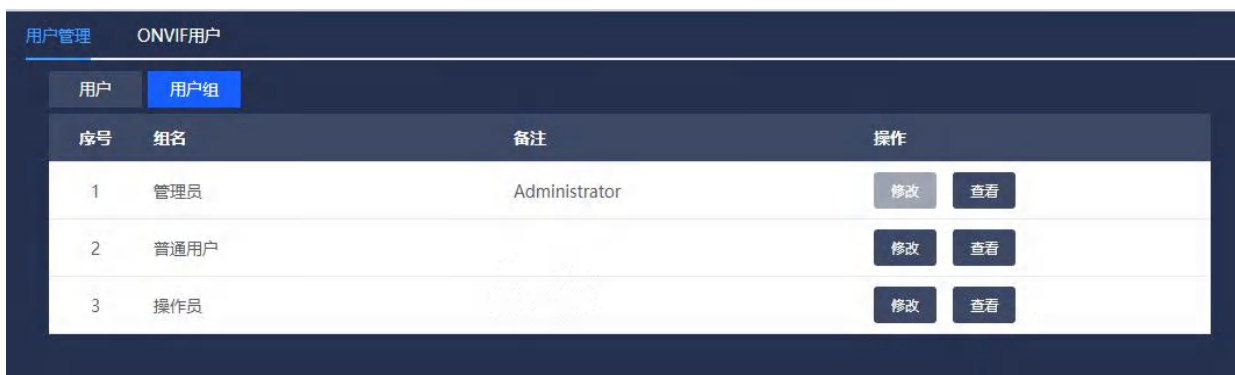 用户管理 ONVIF用户
用户 用户组
序号 组名 备注 操作
1 管理员 Administrator 修改 查看
2 普通用户 修改 查看
3 操作员 修改 查看